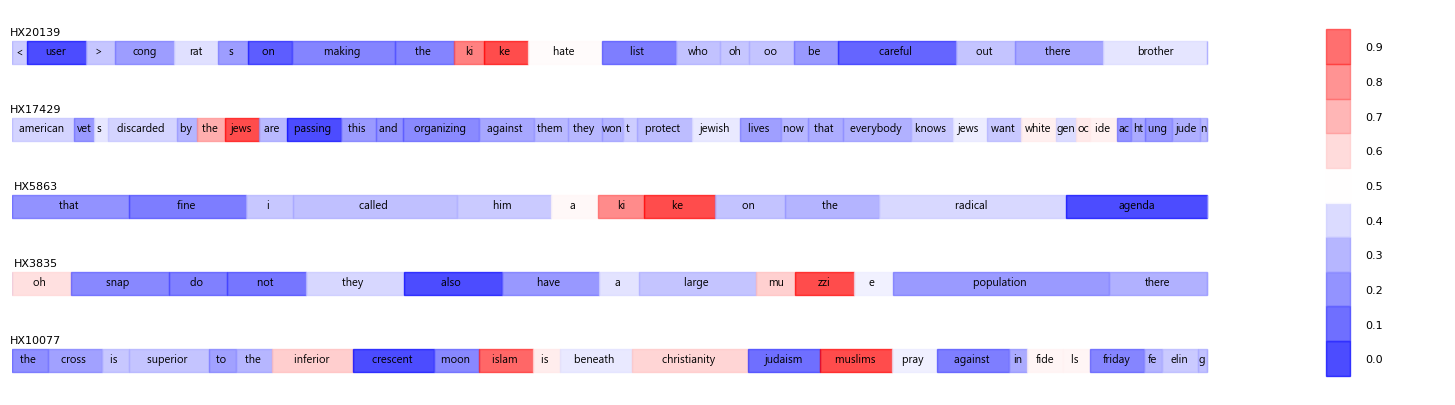 HX20139
< user > cong rat s on making the ki ke hate list who oh oo be careful out there brother
HX17429
american vet s discarded by the jews are passing this and organizing against them they won t protect jewish lives now that everybody knows jews want white gen oc ide ac ht ung jude n
HX5863
that fine i called him a ki ke on the radical agenda
HX3835
oh snap do not they also have a large mu zzi e population there
HX10077
the cross is superior to the inferior crescent moon islam is beneath christianity judaism muslims pray against in fide ls friday fe elin g
0.9
0.8
0.7
0.6
0.5
0.4
0.3
0.2
0.1
0.0